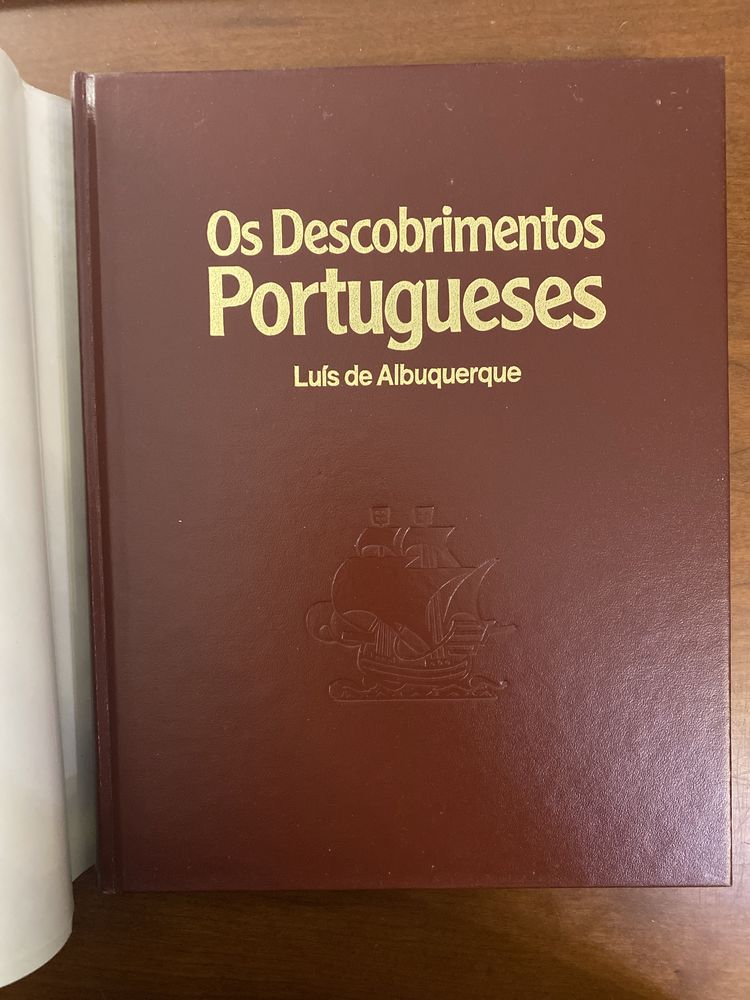 Os Descobrimentos
Portugueses
Luís de Albuquerque